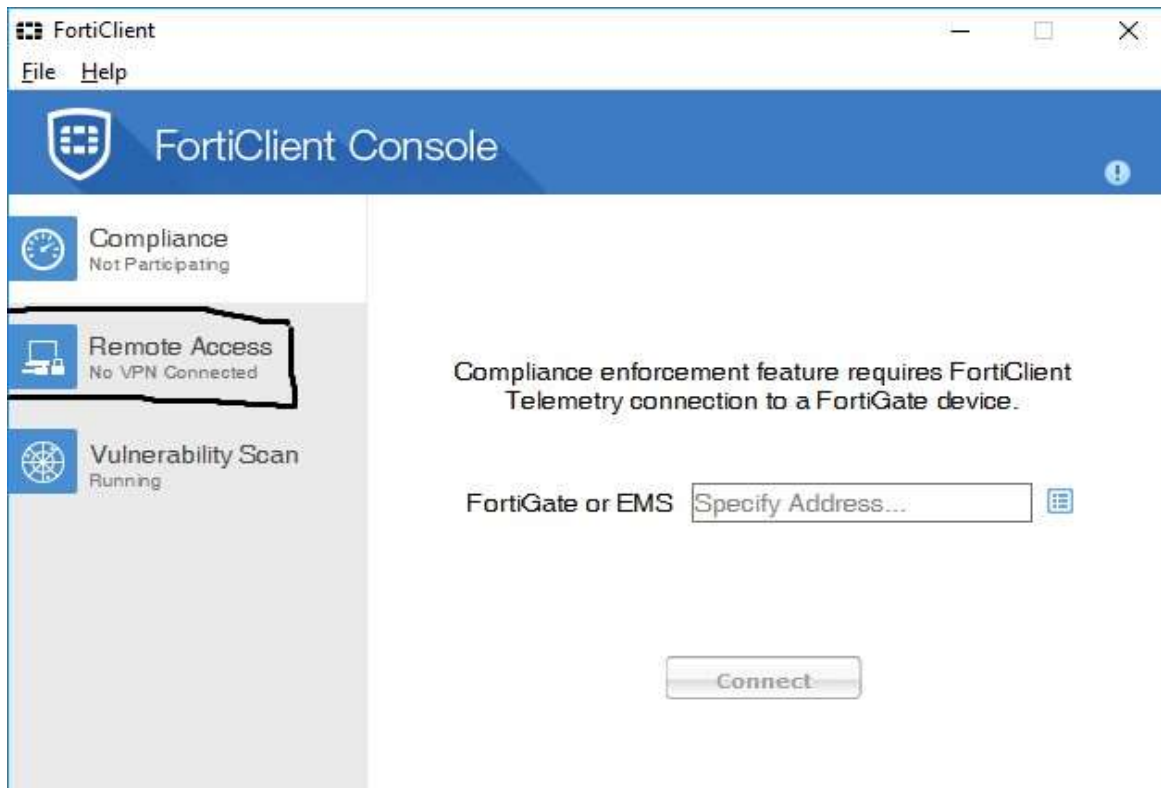 FortiClient
File Help
FortiClient Console
Compliance
Not Participating
Remote Access
No VPN Connected
Vulnerability Scan
Running
Compliance enforcement feature requires FortiClient
Telemetry connection to a FortiGate device.
FortiGate or EMS Specify Address...
Connect